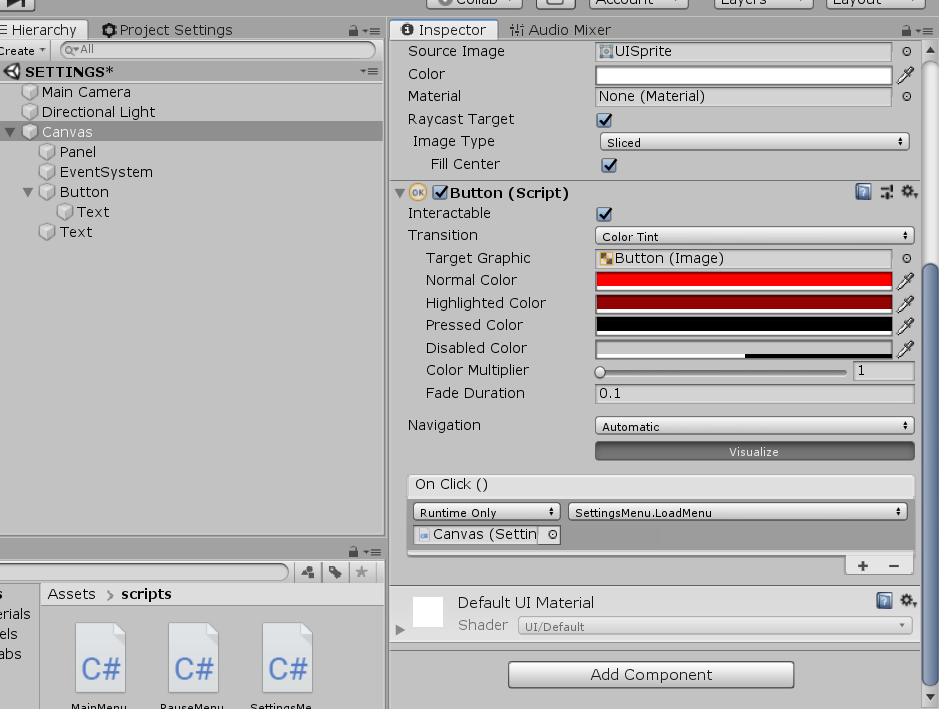 Collab
Account
Layers
Layout
Hierarchy
Project Settings
Create
All
SETTINGS*
Main Camera
Directional Light
Canvas
Panel
EventSystem
Button
Text
Text
Inspector
Audio Mixer
Source Image
UISprite
Color
Material
None (Material)
Raycast Target
Image Type
Sliced
Fill Center
OK
Button (Script)
Interactable
Transition
Color Tint
Target Graphic
Button (Image)
Normal Color
Highlighted Color
Pressed Color
Disabled Color
Color Multiplier
1
Fade Duration
0.1
Navigation
Automatic
Visualize
On Click ()
Runtime Only
SettingsMenu.LoadMenu
Canvas (Settin
+ −
Default UI Material
Shader
UI/Default
Add Component
s
erials
els
abs
Assets > scripts
C#
C#
C#
MainMenu
PauseMenu
SettingsMe...